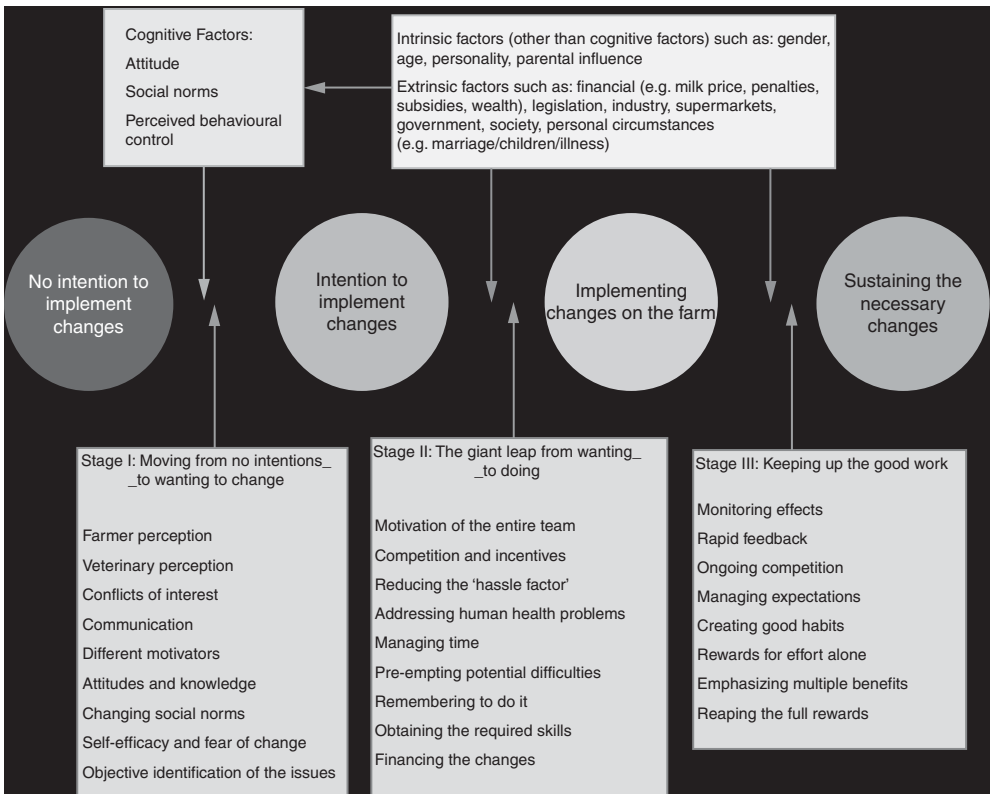 Cognitive Factors:
Attitude
Social norms
Perceived behavioural
control
Intrinsic factors (other than cognitive factors) such as: gender,
age, personality, parental influence
Extrinsic factors such as: financial (e.g. milk price, penalties,
subsidies, wealth), legislation, industry, supermarkets,
government, society, personal circumstances
(e.g. marriage/children/illness)
No intention to
implement
changes
Intention to
implement
changes
Implementing
changes on the farm
Sustaining the
necessary
changes
Stage I: Moving from no intentions_
_to wanting to change
Farmer perception
Veterinary perception
Conflicts of interest
Communication
Different motivators
Attitudes and knowledge
Changing social norms
Self-efficacy and fear of change
Objective identification of the issues
Stage II: The giant leap from wanting_
_to doing
Motivation of the entire team
Competition and incentives
Reducing the ‘hassle factor’
Addressing human health problems
Managing time
Pre-empting potential difficulties
Remembering to do it
Obtaining the required skills
Financing the changes
Stage III: Keeping up the good work
Monitoring effects
Rapid feedback
Ongoing competition
Managing expectations
Creating good habits
Rewards for effort alone
Emphasizing multiple benefits
Reaping the full rewards